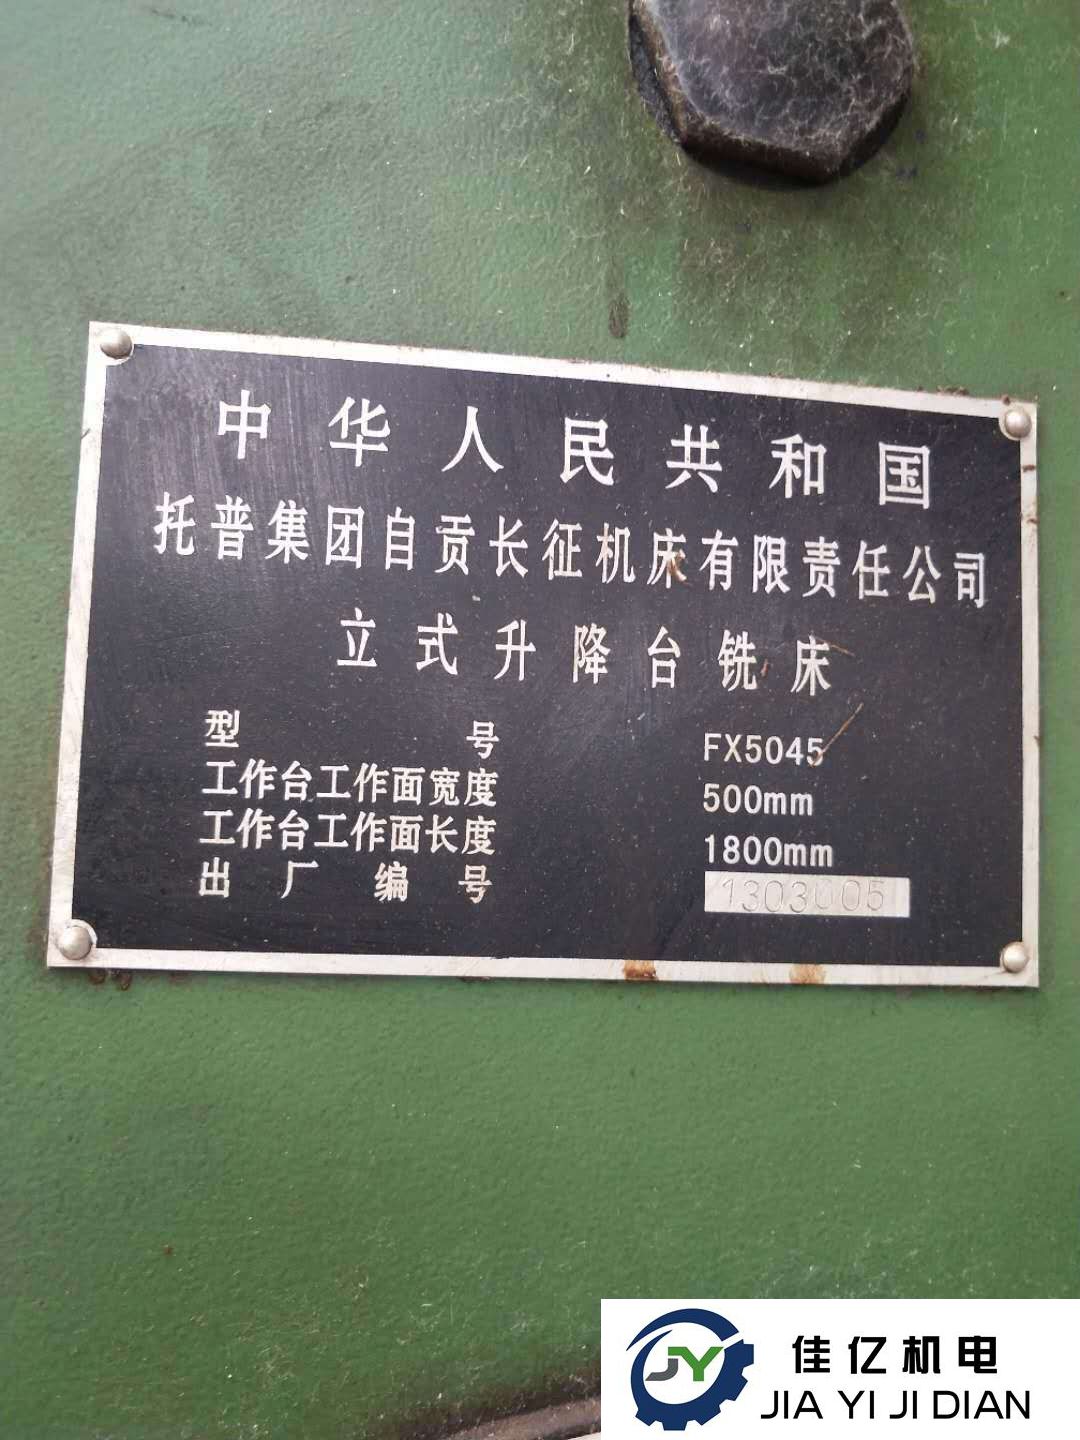 中华人民共和国
托普集团自贡长征机床有限责任公司
立式升降台铣床
型号 FX5045
工作台工作面宽度 500mm
工作台工作面长度 1800mm
出厂编号 1303005
JY
佳亿机电
JIA YI JI DIAN